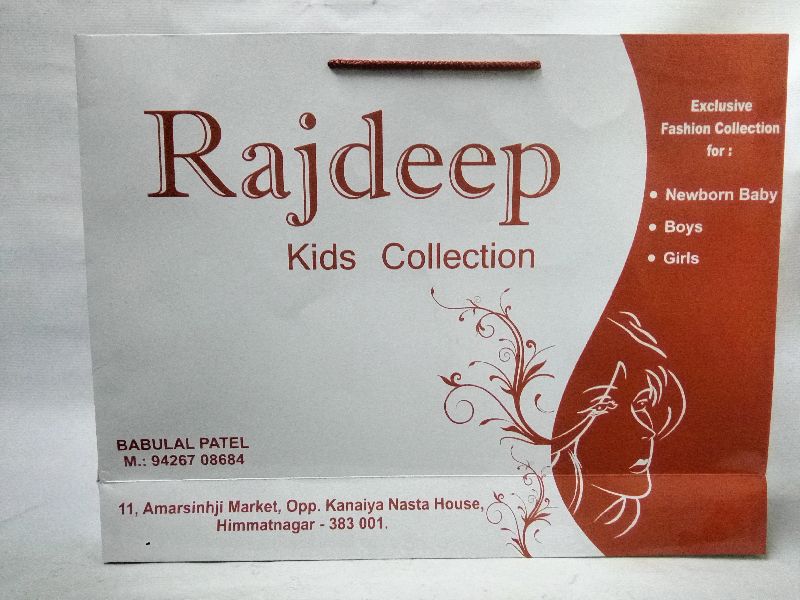 Rajdeep
Kids Collection
Exclusive
Fashion Collection
for :
• Newborn Baby
• Boys
• Girls
BABULAL PATEL
M.: 94267 08684
11, Amarsinhji Market, Opp. Kanaiya Nasta House,
Himmatnagar - 383 001.